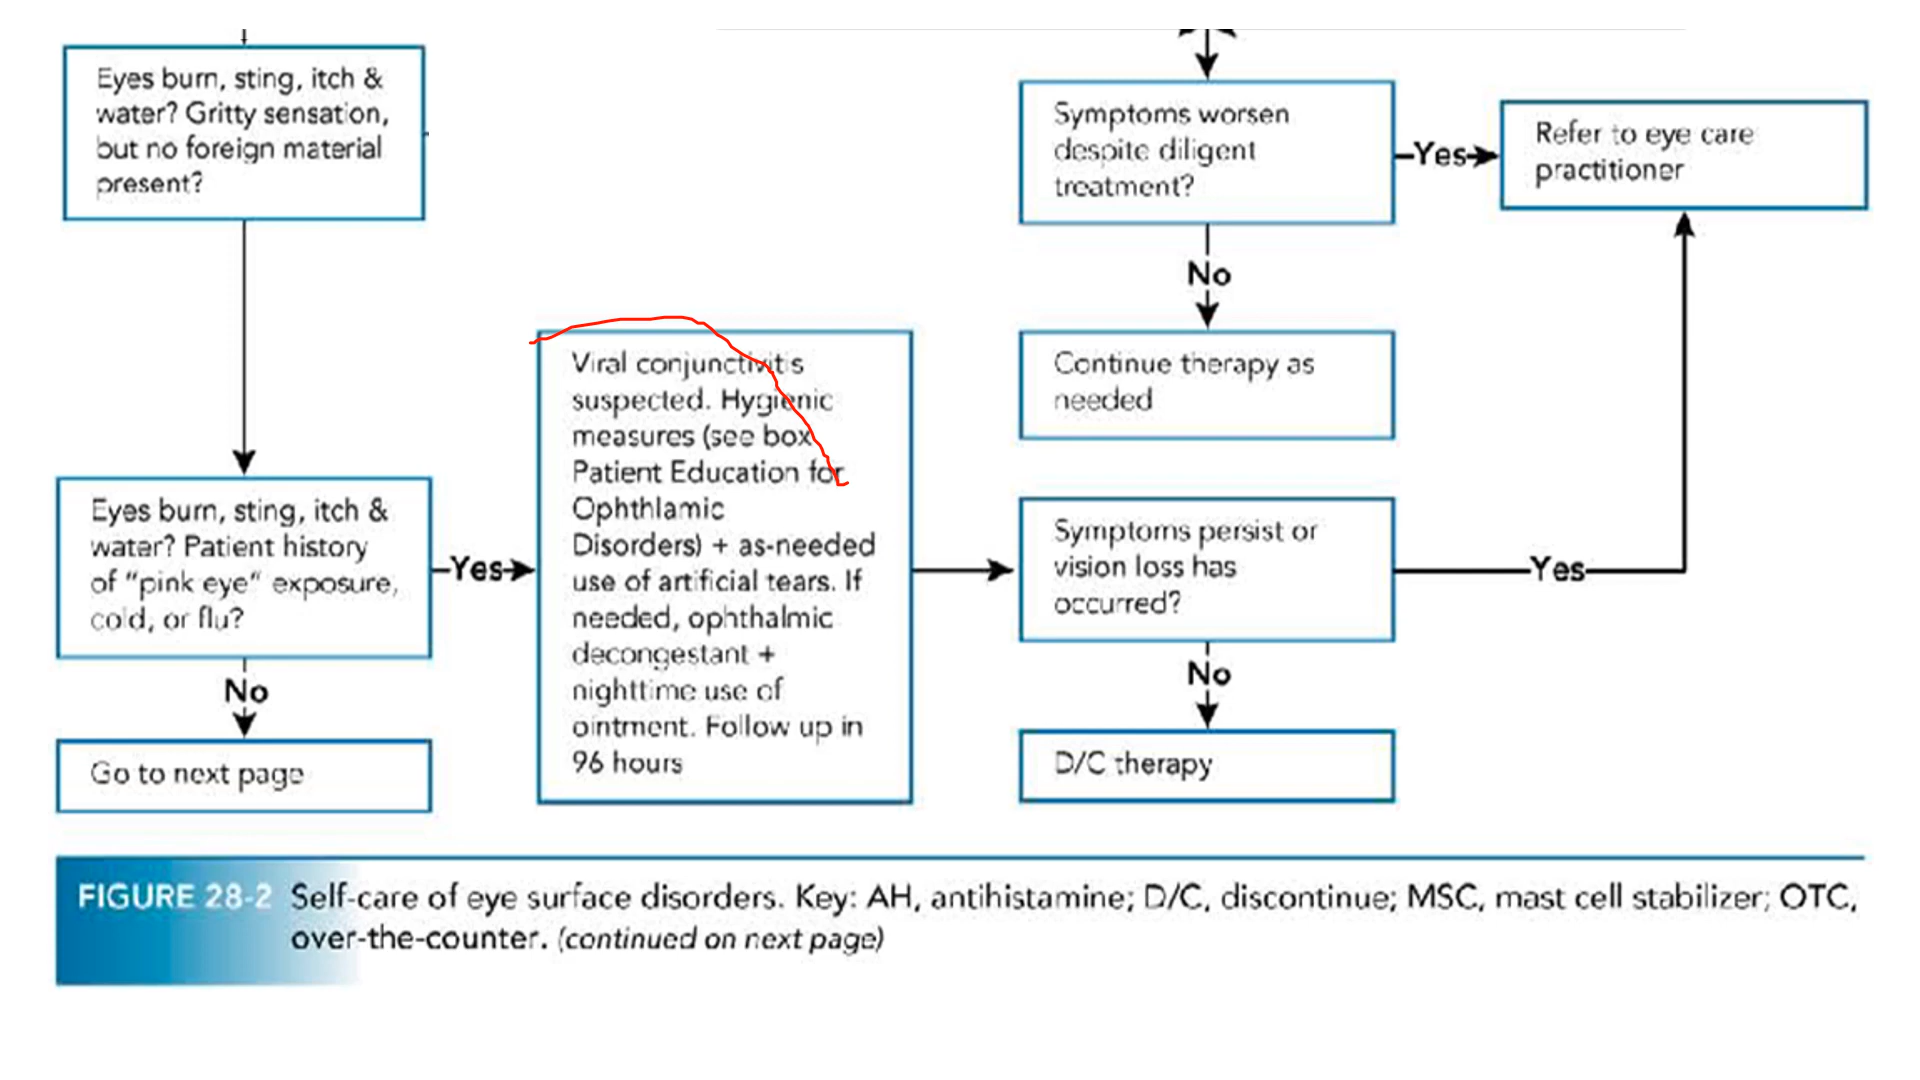 Eyes burn, sting, itch &
water? Gritty sensation,
but no foreign material
present?
Symptoms worsen
despite diligent
treatment?
Yes
Refer to eye care
practitioner
No
Continue therapy as
needed
Eyes burn, sting, itch &
water? Patient history
of "pink eye" exposure,
cold, or flu?
Yes
Viral conjunctivitis
suspected. Hygienic
measures (see box
Patient Education for
Ophthlamic
Disorders) + as-needed
use of artificial tears. If
needed, ophthalmic
decongestant +
nighttime use of
ointment. Follow up in
96 hours
Symptoms persist or
vision loss has
occurred?
Yes
No
Go to next page
No
D/C therapy
FIGURE 28-2 Self-care of eye surface disorders. Key: AH, antihistamine; D/C, discontinue; MSC, mast cell stabilizer; OTC,
over-the-counter. (continued on next page)